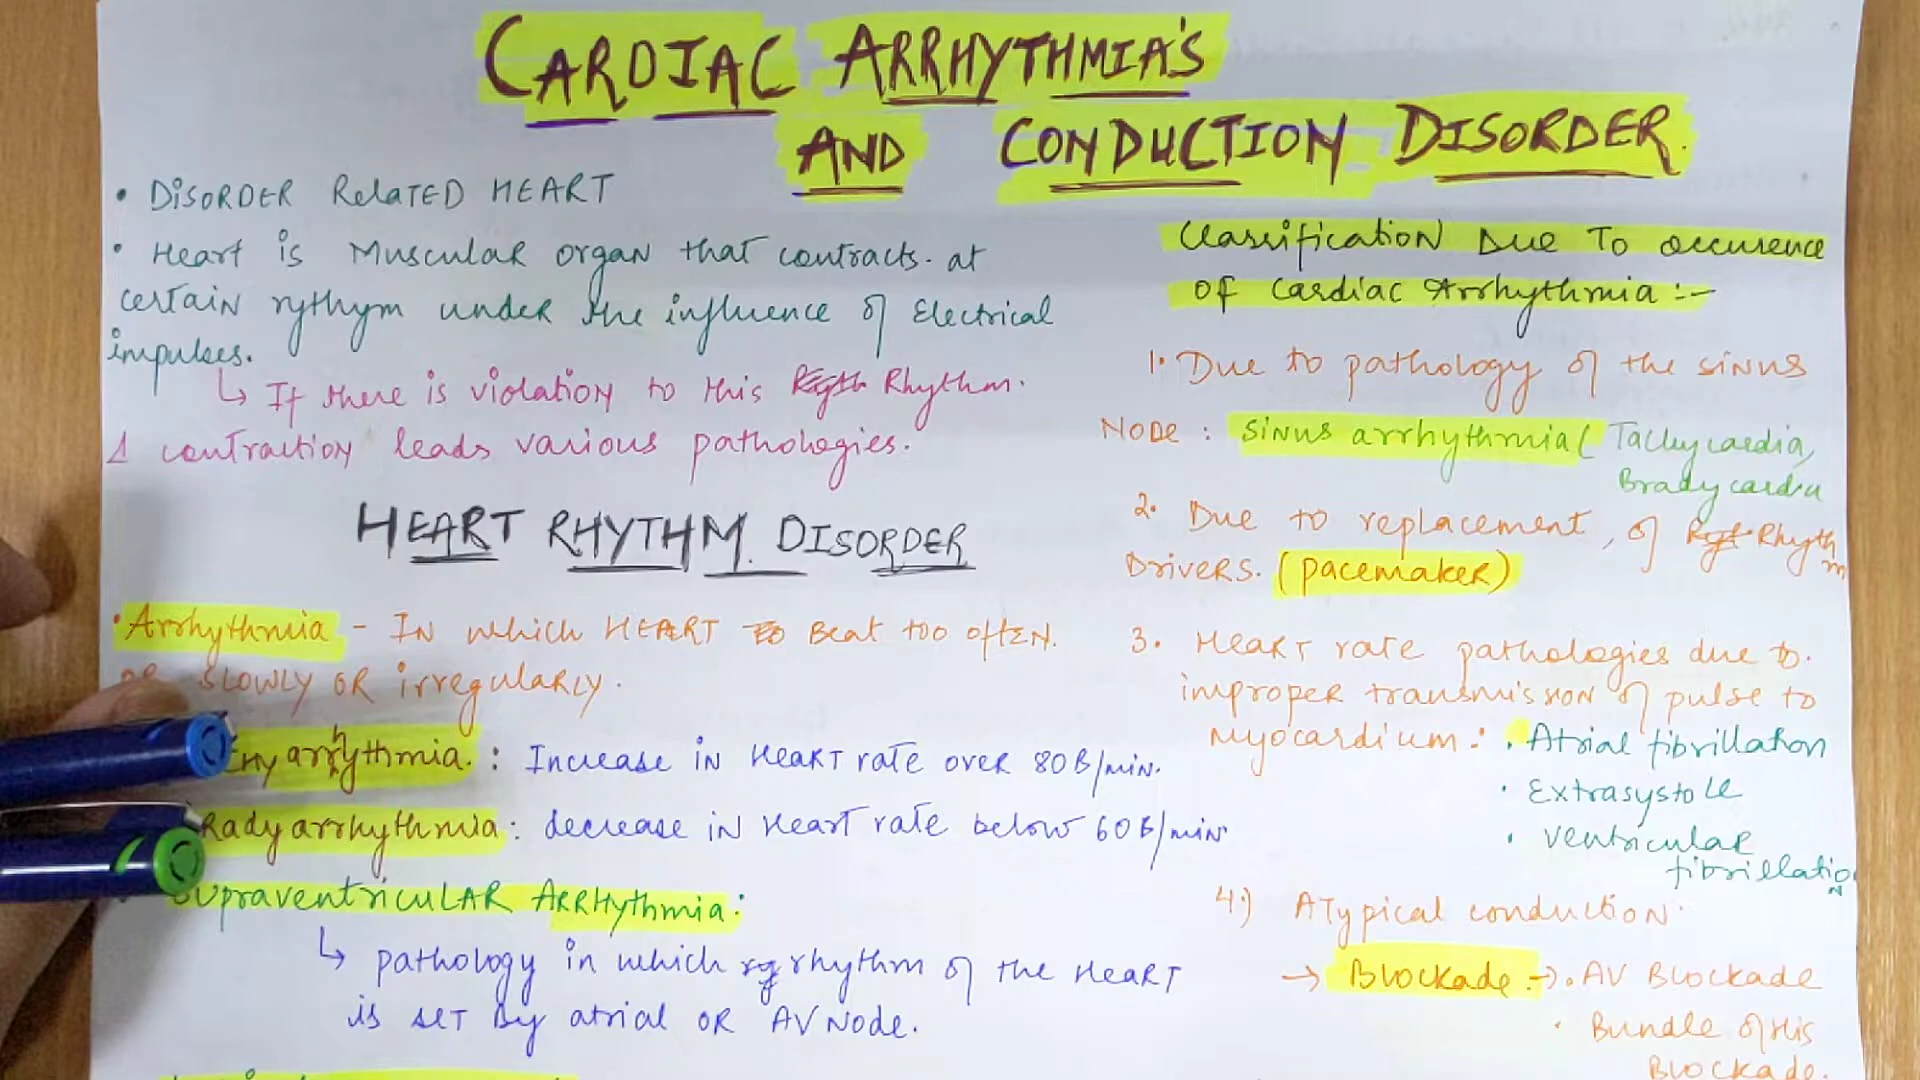 CARDIAC ARRHYTHMIA'S
AND CONDUCTION DISORDER.
• DISORDER RELATED HEART
• Heart is Muscular organ that contracts at
certain rythym under the influence of Electrical
impulses.
↳ If there is violation to this Rhythm.
& contraction leads various pathologies.
HEART RHYTHM DISORDER
• Arrhythmia - In which HEART Beat too often.
OR SLOWLY OR irregularly.
arrhythmia. : Increase in Heart rate over 80B/min.
Radyarrhythmia : decrease in Heart rate below 60B/min
upraventricular ARRHythmia :
↳ pathology in which rhythm of the HEART
is set by atrial OR AV NODE.
Classification Due To occurence
of Cardiac Arrhythmia :-
1. Due to pathology of the sinus
NODE : sinus arrhythmia ( Tachycardia,
Bradycardia
2. Due to replacement, of Rhythm
Drivers. (pacemaker)
3. Heart rate pathologies due to.
improper transmission of pulse to
Myocardium : • Atrial fibrillation
• Extrasystole
• Ventricular
fibrillation
4.) ATypical conduction.
→ Blockade. → • AV Blockade
• Bundle of His
Blockade.